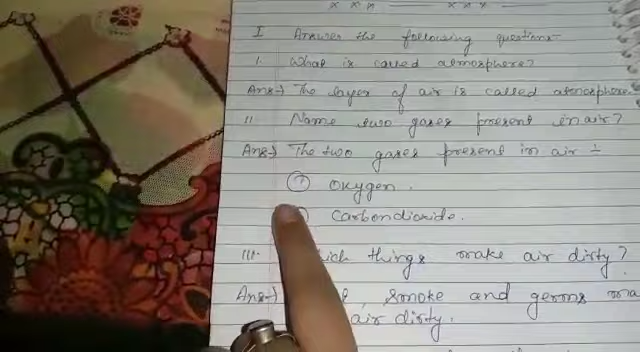 x x x —— x x x ——
I Answer the following questions-
i. What is called atmosphere?
Ans→ The layer of air is called atmosphere.
ii Name two gases present in air?
Ans→ The two gases present in air ÷
oxygen.
Carbondioxide.
iii. things make air dirty?
Ans→ , smoke and germs
air dirty.